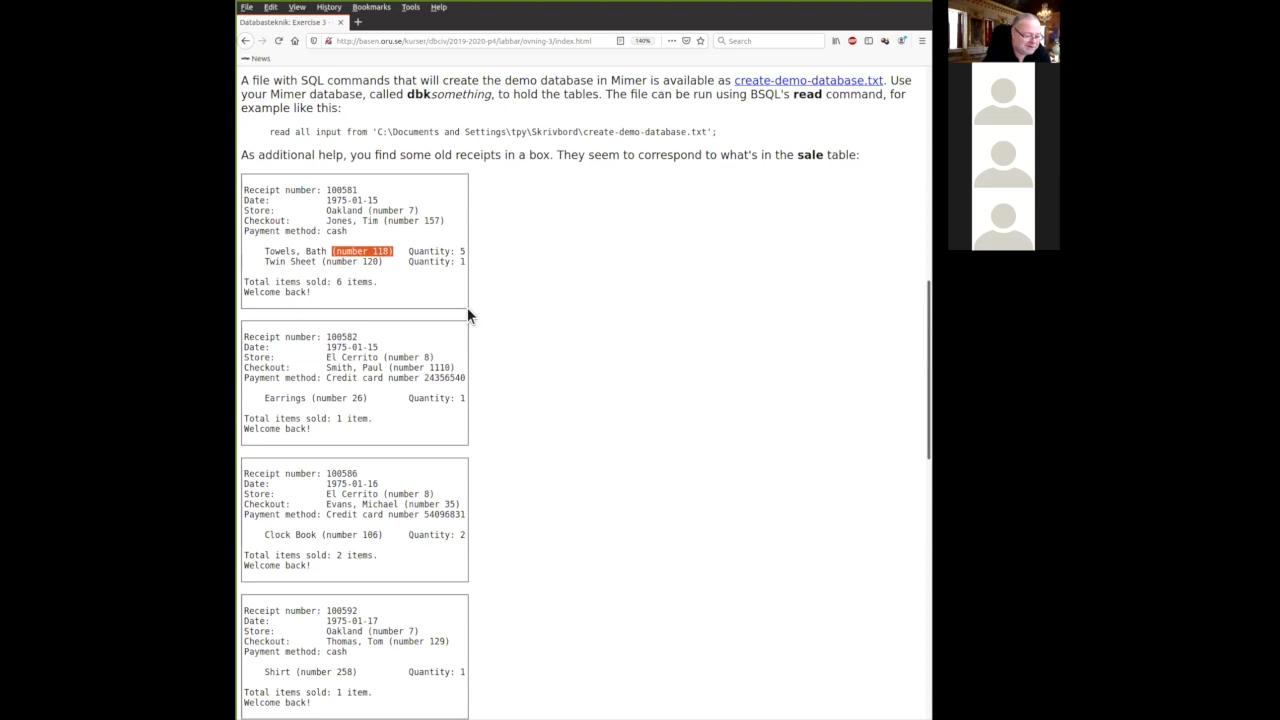 File Edit View History Bookmarks Tools Help
Databasteknik: Exercise 3 -
http://basen.oru.se/kurser/dbciv/2019-2020-p4/labbar/ovning-3/index.html 140% Search
News
A file with SQL commands that will create the demo database in Mimer is available as create-demo-database.txt. Use
your Mimer database, called dbksomething, to hold the tables. The file can be run using BSQL's read command, for
example like this:
read all input from 'C:\Documents and Settings\tpy\Skrivbord\create-demo-database.txt';
As additional help, you find some old receipts in a box. They seem to correspond to what's in the sale table:
Receipt number: 100581
Date: 1975-01-15
Store: Oakland (number 7)
Checkout: Jones, Tim (number 157)
Payment method: cash
Towels, Bath (number 118) Quantity: 5
Twin Sheet (number 120) Quantity: 1
Total items sold: 6 items.
Welcome back!
Receipt number: 100582
Date: 1975-01-15
Store: El Cerrito (number 8)
Checkout: Smith, Paul (number 1110)
Payment method: Credit card number 24356540
Earrings (number 26) Quantity: 1
Total items sold: 1 item.
Welcome back!
Receipt number: 100586
Date: 1975-01-16
Store: El Cerrito (number 8)
Checkout: Evans, Michael (number 35)
Payment method: Credit card number 54096831
Clock Book (number 106) Quantity: 2
Total items sold: 2 items.
Welcome back!
Receipt number: 100592
Date: 1975-01-17
Store: Oakland (number 7)
Checkout: Thomas, Tom (number 129)
Payment method: cash
Shirt (number 258) Quantity: 1
Total items sold: 1 item.
Welcome back!